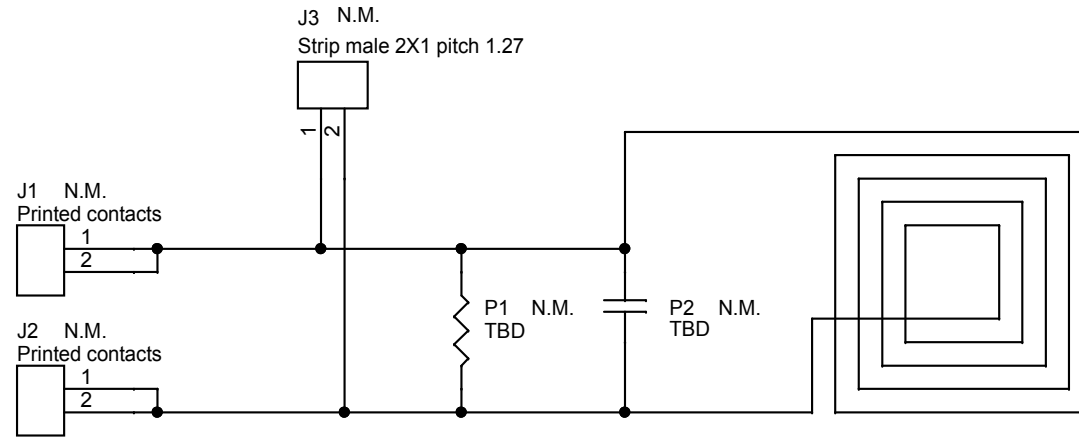 J3 N.M.
Strip male 2X1 pitch 1.27
1
2
J1 N.M.
Printed contacts
1
2
P1 N.M.
TBD
P2 N.M.
TBD
J2 N.M.
Printed contacts
1
2